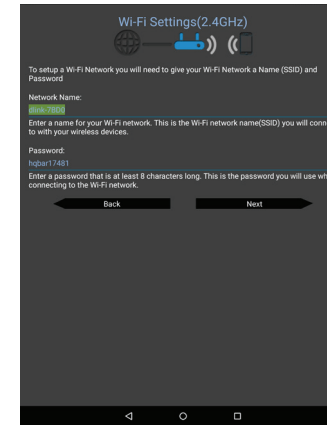 Wi-Fi Settings(2.4GHz)
To setup a Wi-Fi Network you will need to give your Wi-Fi Network a Name (SSID) and
Password
Network Name:
dlink-7BD0
Enter a name for your Wi-Fi network. This is the Wi-Fi network name(SSID) you will conn
to with your wireless devices.
Password:
hqbar17481
Enter a password that is at least 8 characters long. This is the password you will use wh
connecting to the Wi-Fi network.
Back
Next